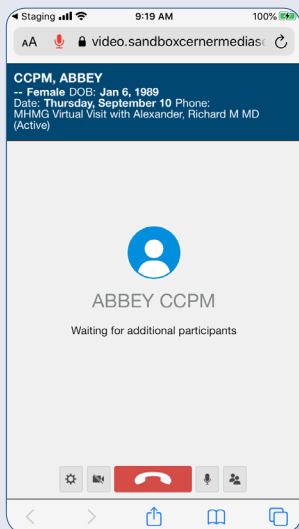 ◀ Staging 9:19 AM 100%
AA video.sandboxcernermedias
CCPM, ABBEY
-- Female DOB: Jan 6, 1989
Date: Thursday, September 10 Phone:
MHMG Virtual Visit with Alexander, Richard M MD
(Active)
ABBEY CCPM
Waiting for additional participants